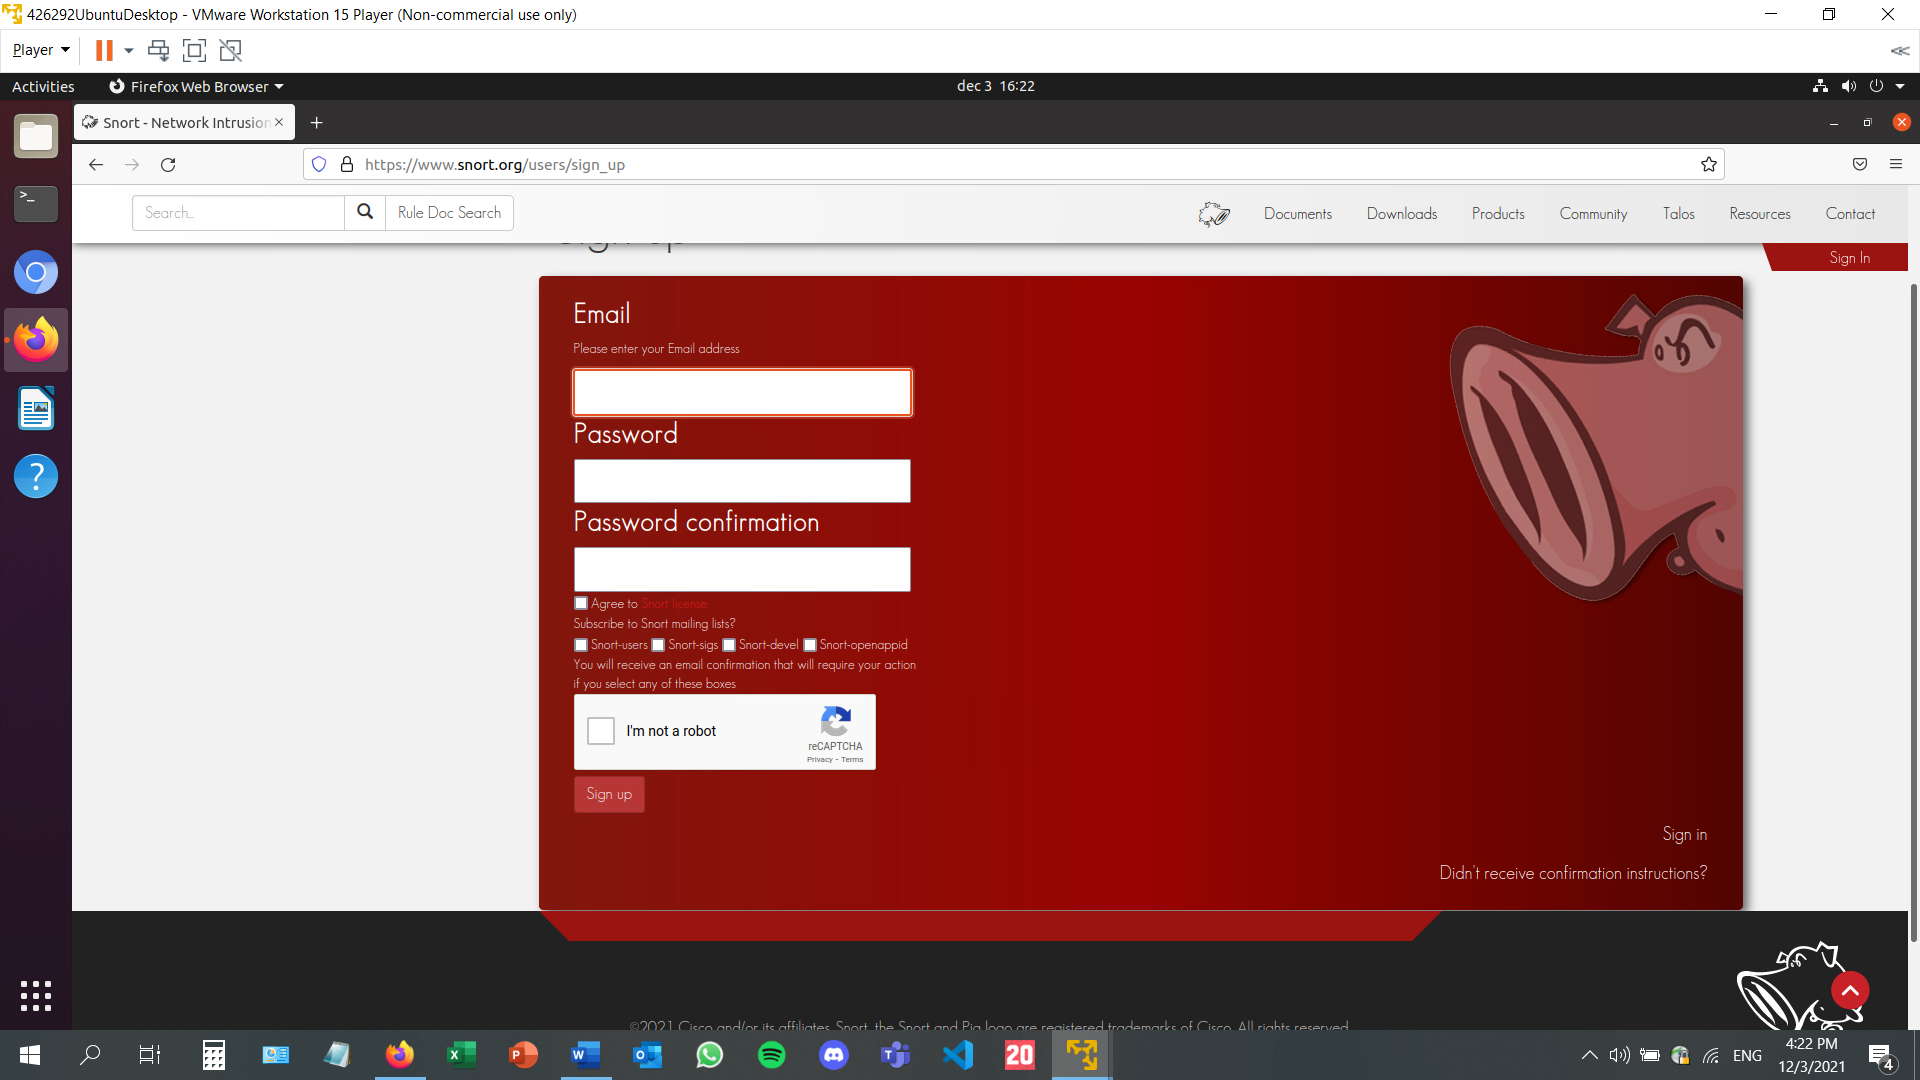 426292UbuntuDesktop - VMware Workstation 15 Player (Non-commercial use only)
Player
Activities
Firefox Web Browser
dec 3 16:22
Snort - Network Intrusion
https://www.snort.org/users/sign_up
Search...
Rule Doc Search
Documents
Downloads
Products
Community
Talos
Resources
Contact
Sign up
Sign In
Email
Please enter your Email address
Password
Password confirmation
Agree to Snort license
Subscribe to Snort mailing lists?
Snort-users Snort-sigs Snort-devel Snort-openappid
You will receive an email confirmation that will require your action
if you select any of these boxes
I'm not a robot
reCAPTCHA
Privacy - Terms
Sign up
Sign in
Didn't receive confirmation instructions?
©2021 Cisco and/or its affiliates. Snort, the Snort and Pig logo are registered trademarks of Cisco. All rights reserved.
20
ENG
4:22 PM
12/3/2021
4